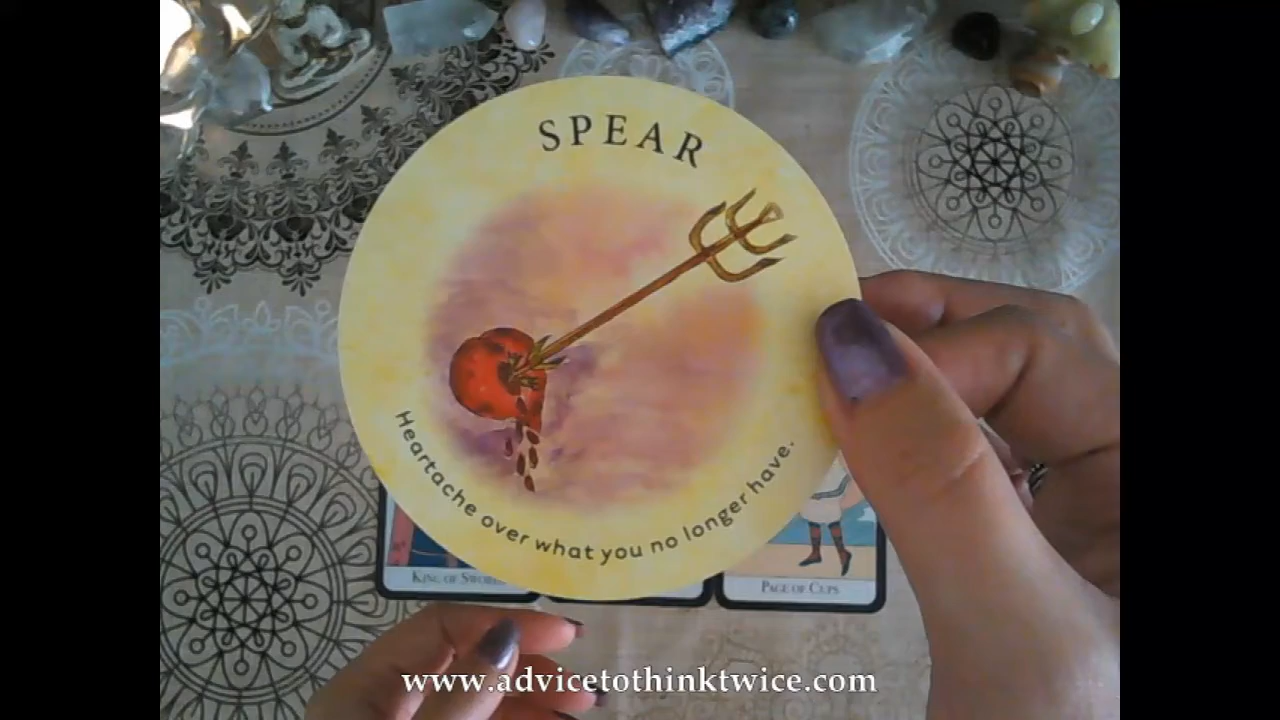 SPEAR
Heartache over what you no longer have.
KING OF SWORDS
PAGE OF CUPS
www.advicetothinktwice.com